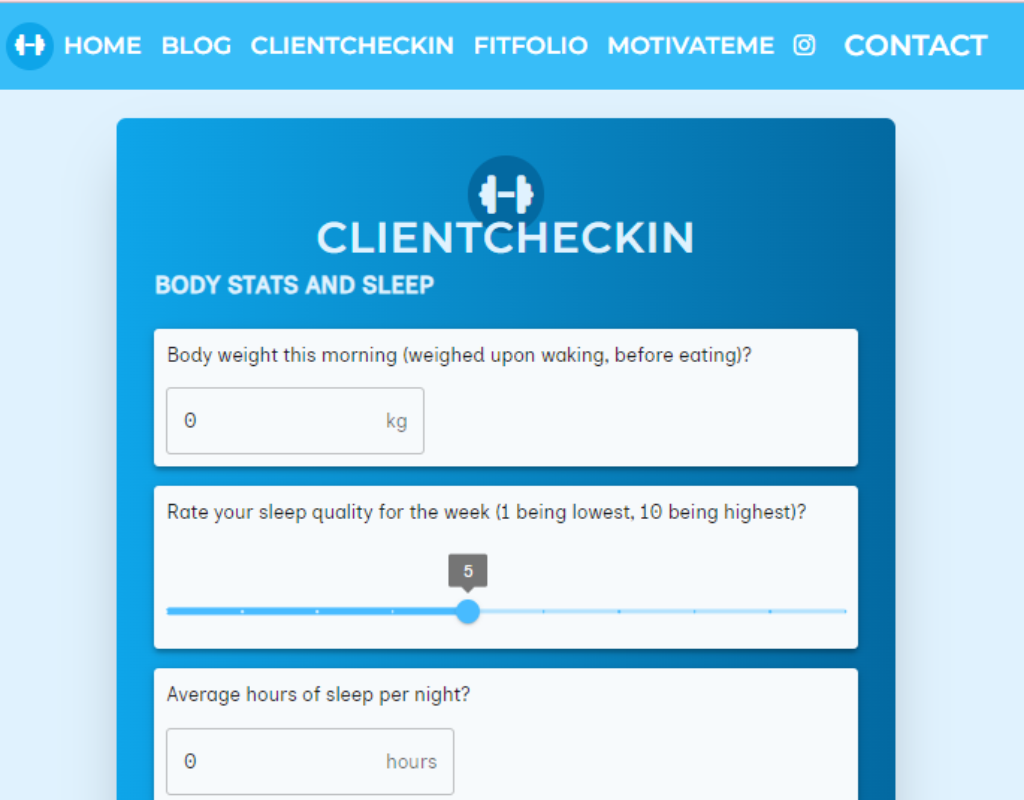 HOME BLOG CLIENTCHECKIN FITFOLIO MOTIVATEME CONTACT
CLIENTCHECKIN
BODY STATS AND SLEEP
Body weight this morning (weighed upon waking, before eating)?
0 kg
Rate your sleep quality for the week (1 being lowest, 10 being highest)?
5
Average hours of sleep per night?
0 hours